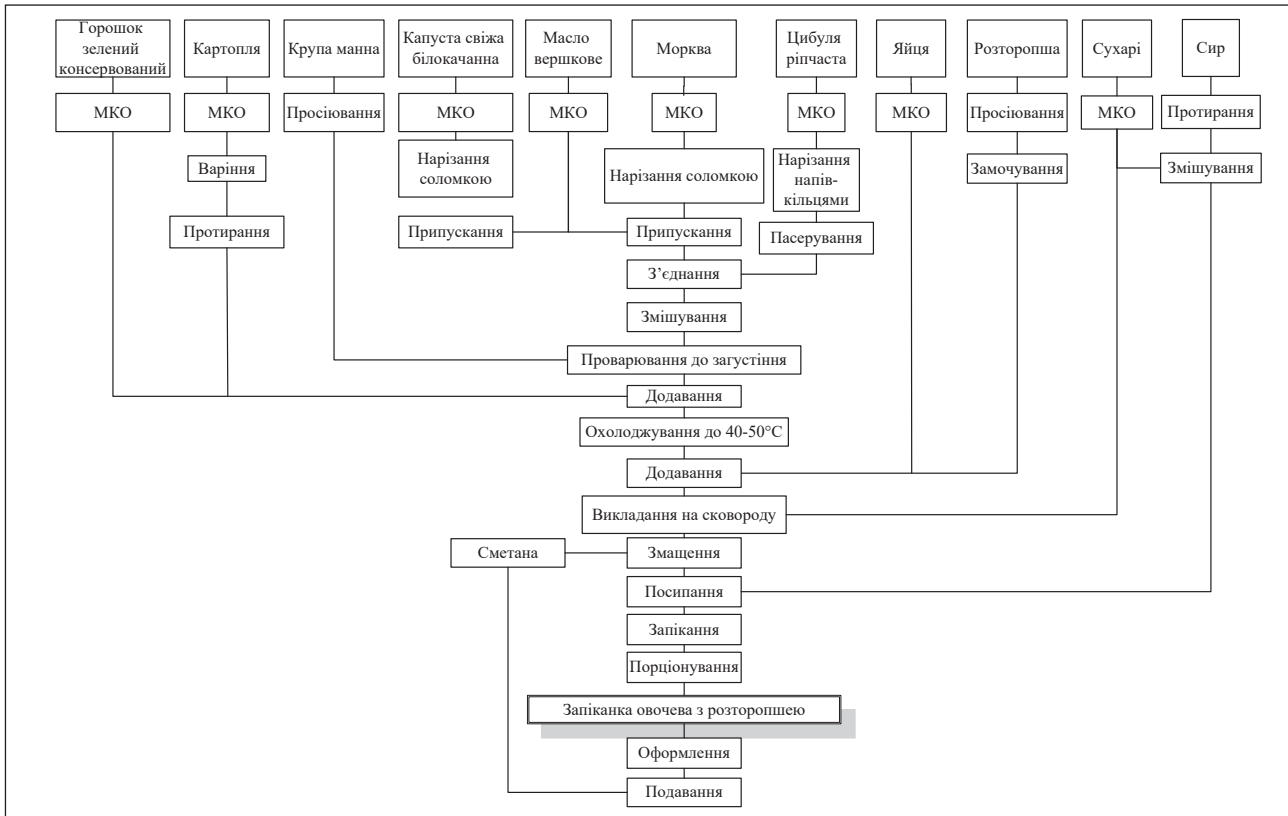 Горошок
зелений
консервований
Картопля
Крупа манна
Капуста свіжа
білокачанна
Масло
вершкове
Морква
Цибуля
ріпчаста
Яйця
Розторопша
Сухарі
Сир
МКО
МКО
Просіювання
МКО
МКО
МКО
МКО
МКО
Просіювання
МКО
Протирання
Варіння
Нарізання
соломкою
Нарізання соломкою
Нарізання
напів-
кільцями
Замочування
Змішування
Протирання
Припускання
Припускання
Пасерування
З’єднання
Змішування
Проварювання до загустіння
Додавання
Охолоджування до 40-50°С
Додавання
Викладання на сковороду
Сметана
Змащення
Посипання
Запікання
Порціонування
Запіканка овочева з розторопшею
Оформлення
Подавання